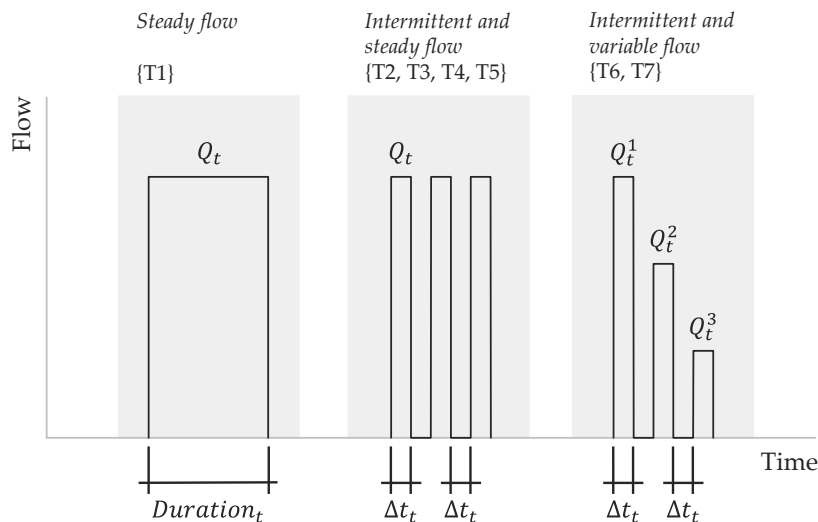 Steady flow
{T1}
Intermittent and
steady flow
{T2, T3, T4, T5}
Intermittent and
variable flow
{T6, T7}
Flow
Q_t
Q_t
Q_t^1
Q_t^2
Q_t^3
Time
Duration_t
Δt_t
Δt_t
Δt_t
Δt_t